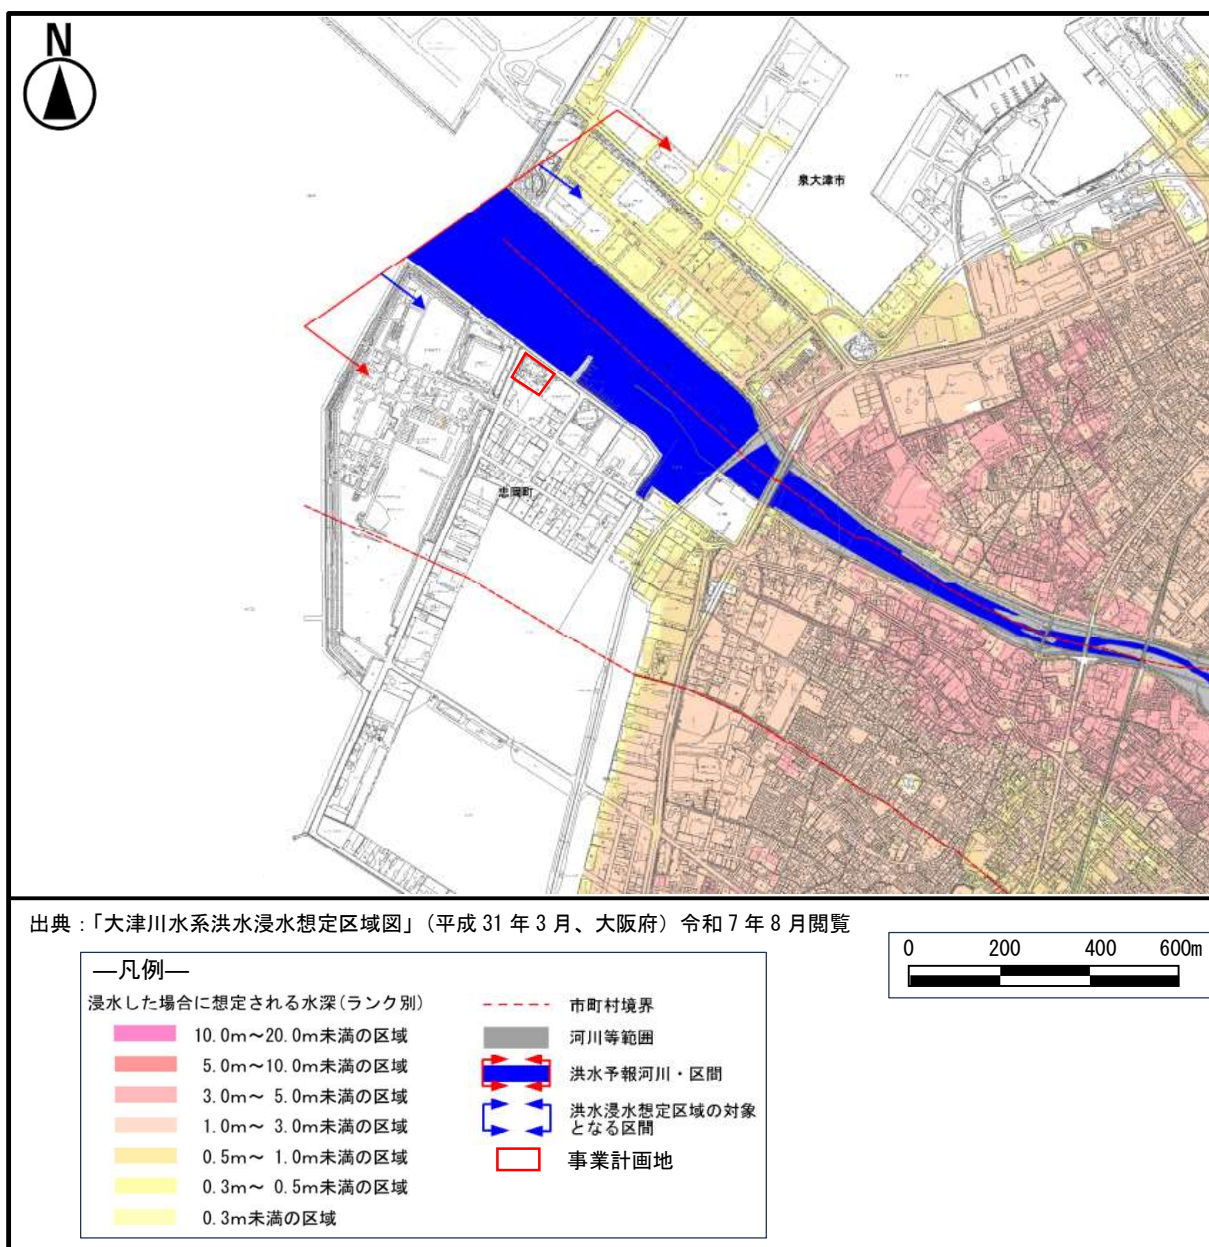 N
泉大津市
忠岡町
出典：「大津川水系洪水浸水想定区域図」（平成 31 年 3 月、大阪府）令和 7 年 8 月閲覧
0 200 400 600m
―凡例―
浸水した場合に想定される水深(ランク別)
10.0m～20.0m未満の区域
5.0m～10.0m未満の区域
3.0m～ 5.0m未満の区域
1.0m～ 3.0m未満の区域
0.5m～ 1.0m未満の区域
0.3m～ 0.5m未満の区域
0.3m未満の区域
市町村境界
河川等範囲
洪水予報河川・区間
洪水浸水想定区域の対象
となる区間
事業計画地